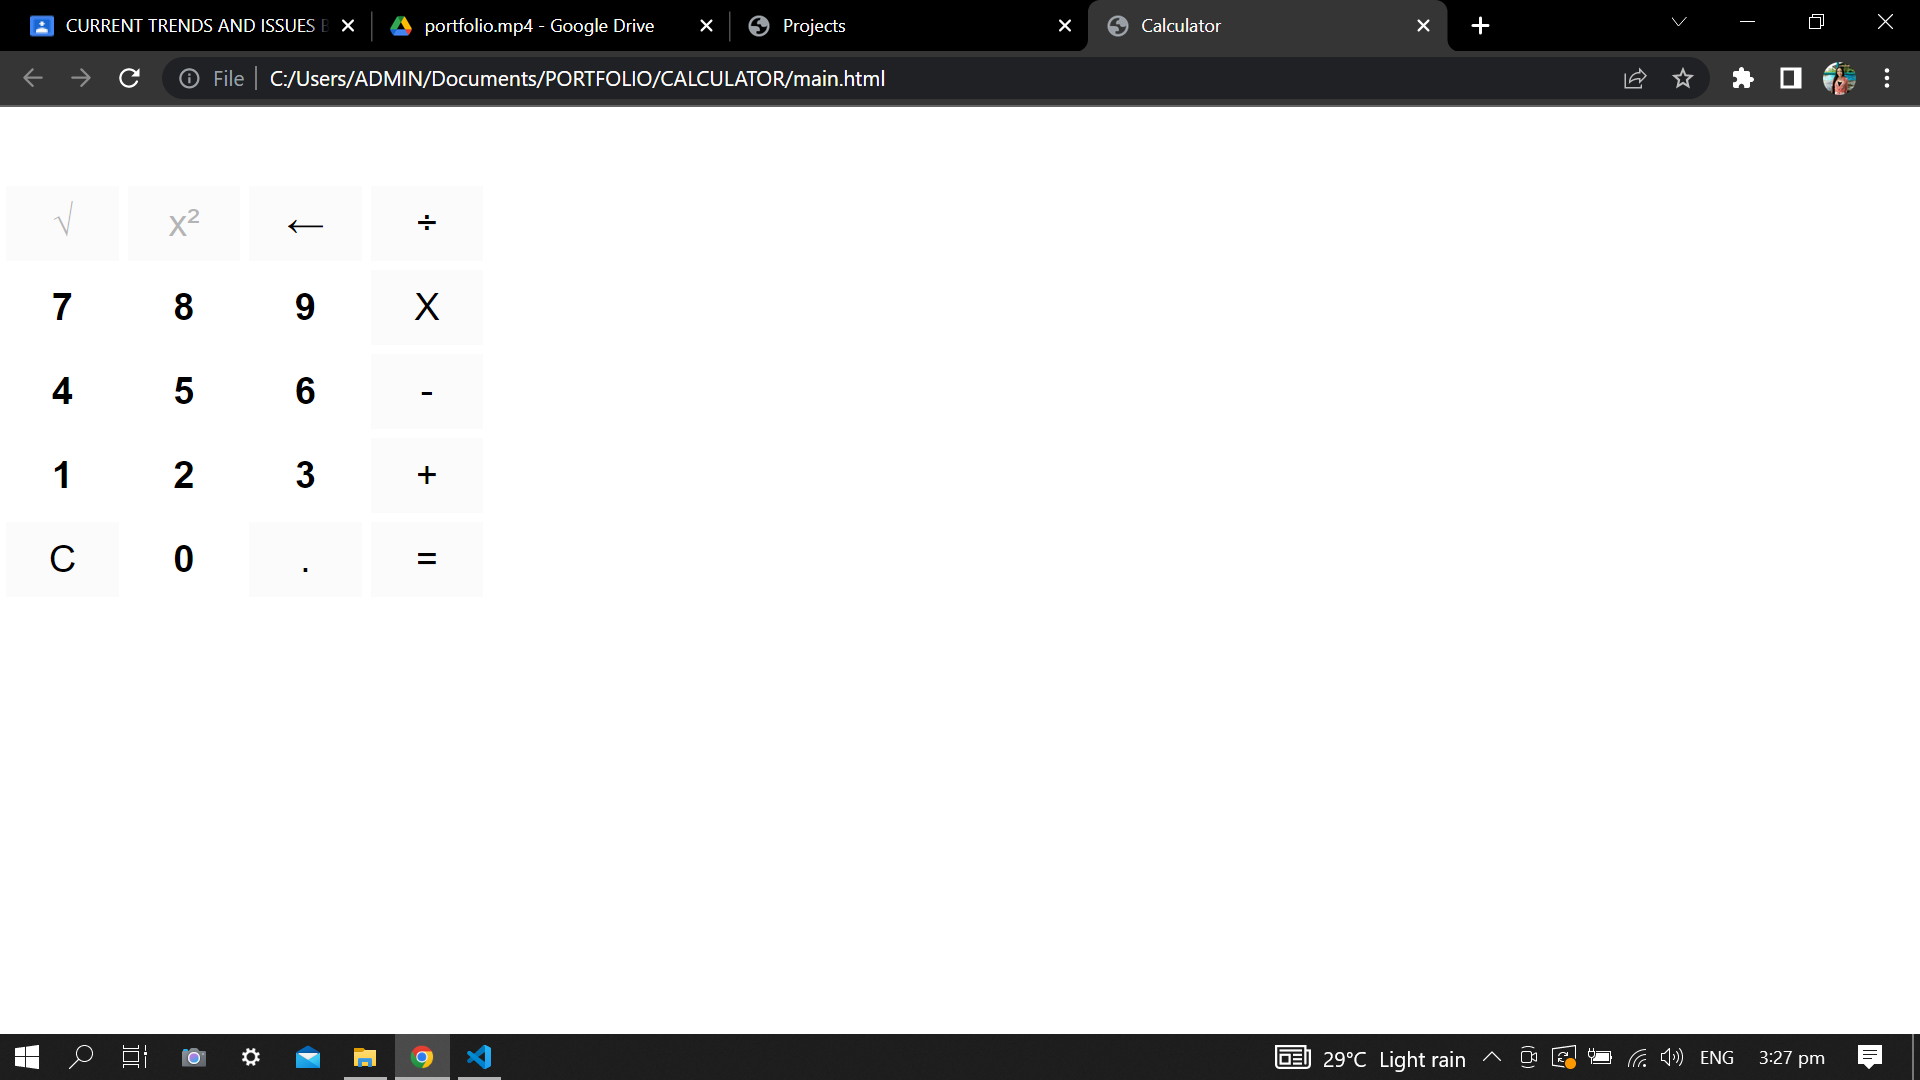 CURRENT TRENDS AND ISSUES
portfolio.mp4 - Google Drive
Projects
Calculator
File
C:/Users/ADMIN/Documents/PORTFOLIO/CALCULATOR/main.html
√ x² ← ÷
7 8 9 X
4 5 6 -
1 2 3 +
C 0 . =
29°C Light rain
ENG
3:27 pm